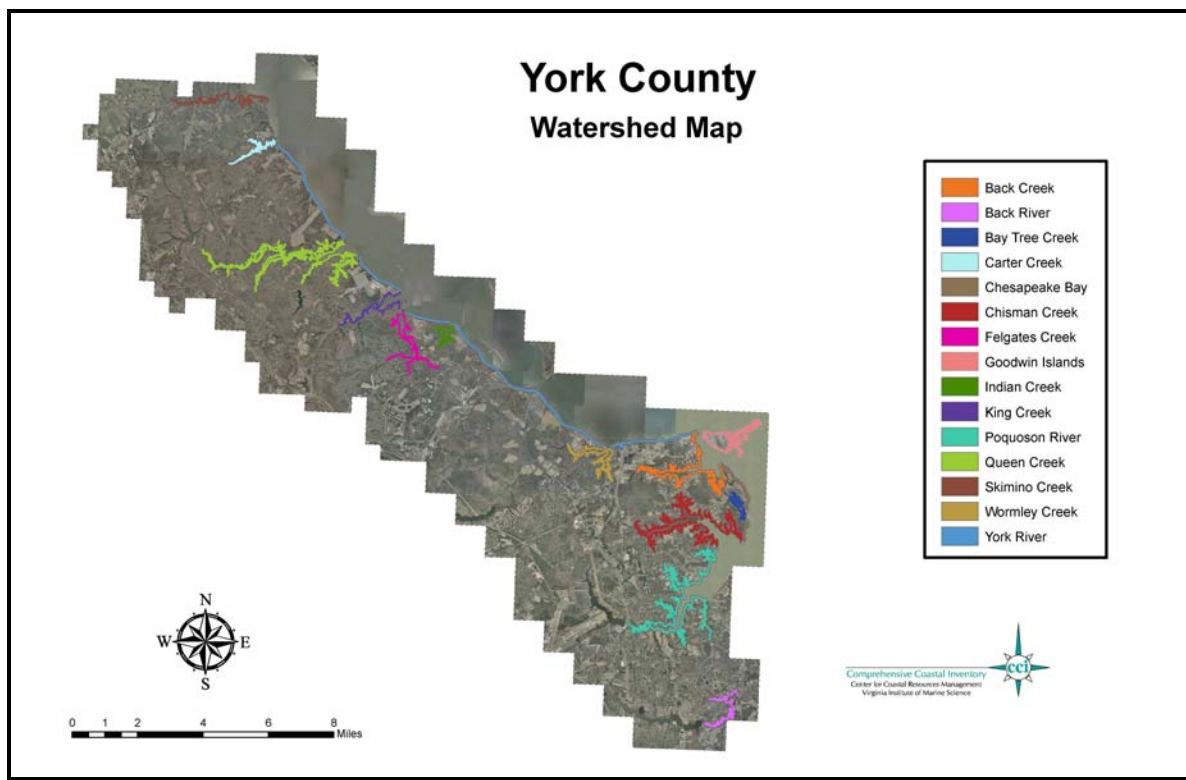 York County
Watershed Map
Back Creek
Back River
Bay Tree Creek
Carter Creek
Chesapeake Bay
Chisman Creek
Felgates Creek
Goodwin Islands
Indian Creek
King Creek
Poquoson River
Queen Creek
Skimino Creek
Wormley Creek
York River
N
W E
S
0 1 2 4 6 8
Miles
cci
Comprehensive Coastal Inventory
Center for Coastal Resources Management
Virginia Institute of Marine Science